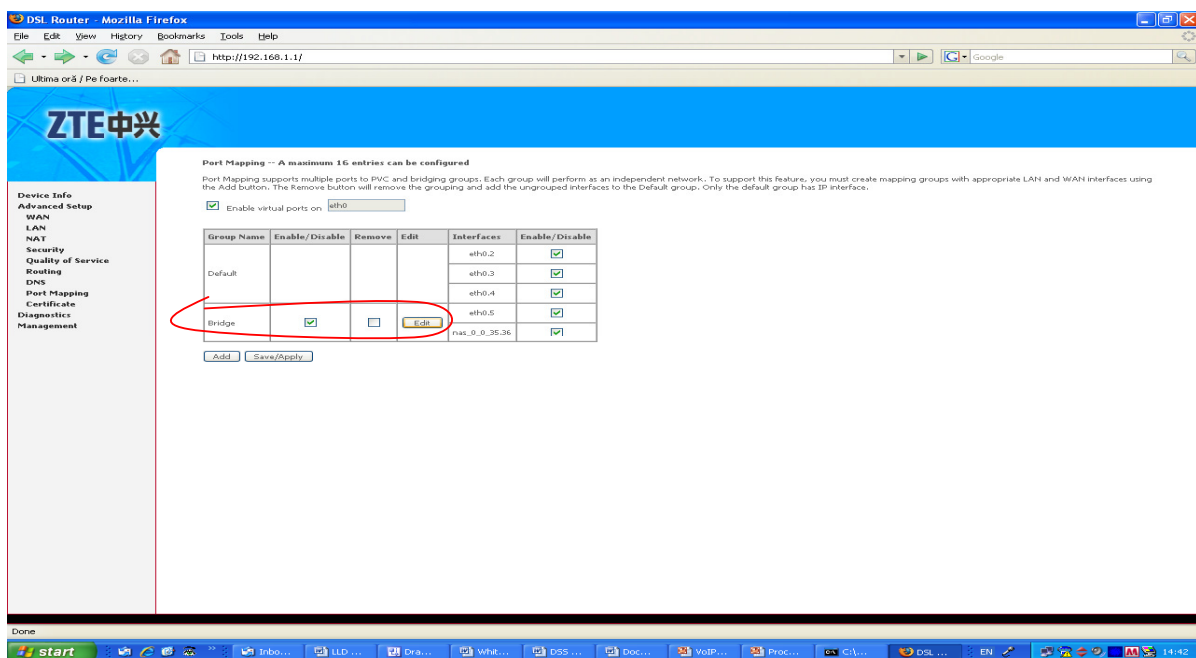 DSL Router - Mozilla Firefox
File Edit View History Bookmarks Tools Help
http://192.168.1.1/
Google
Ultima oră / Pe foarte...
ZTE中兴
Device Info
Advanced Setup
WAN
LAN
NAT
Security
Quality of Service
Routing
DNS
Port Mapping
Certificate
Diagnostics
Management
Port Mapping -- A maximum 16 entries can be configured
Port Mapping supports multiple ports to PVC and bridging groups. Each group will perform as an independent network. To support this feature, you must create mapping groups with appropriate LAN and WAN interfaces using
the Add button. The Remove button will remove the grouping and add the ungrouped interfaces to the Default group. Only the default group has IP interface.
Enable virtual ports on eth0
Group Name Enable/Disable Remove Edit Interfaces Enable/Disable
Default
eth0.2
eth0.3
eth0.4
Bridge Edit
eth0.5
nas_0_0_35.36
Add Save/Apply
Done
start Inbo... LLD ... Dra... Whit... DSS ... Doc... VoIP... Proc... C:\... DSL ... EN 14:42